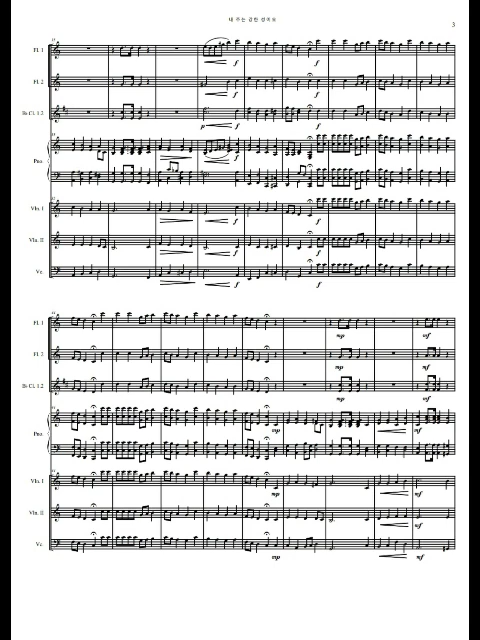 내 주는 강한 성이요
3
Fl. 1
Fl. 2
B♭ Cl. 1.2
Pno.
Vln. I
Vln. II
Vc.
f
f
p
f
f
f
f
f
f
f
f
f
f
f
f
Fl. 1
Fl. 2
B♭ Cl. 1.2
Pno.
Vln. I
Vln. II
Vc.
mp
mf
mp
mf
mp
mf
mp
mf
mp
mf
mp
mf
mp
mf